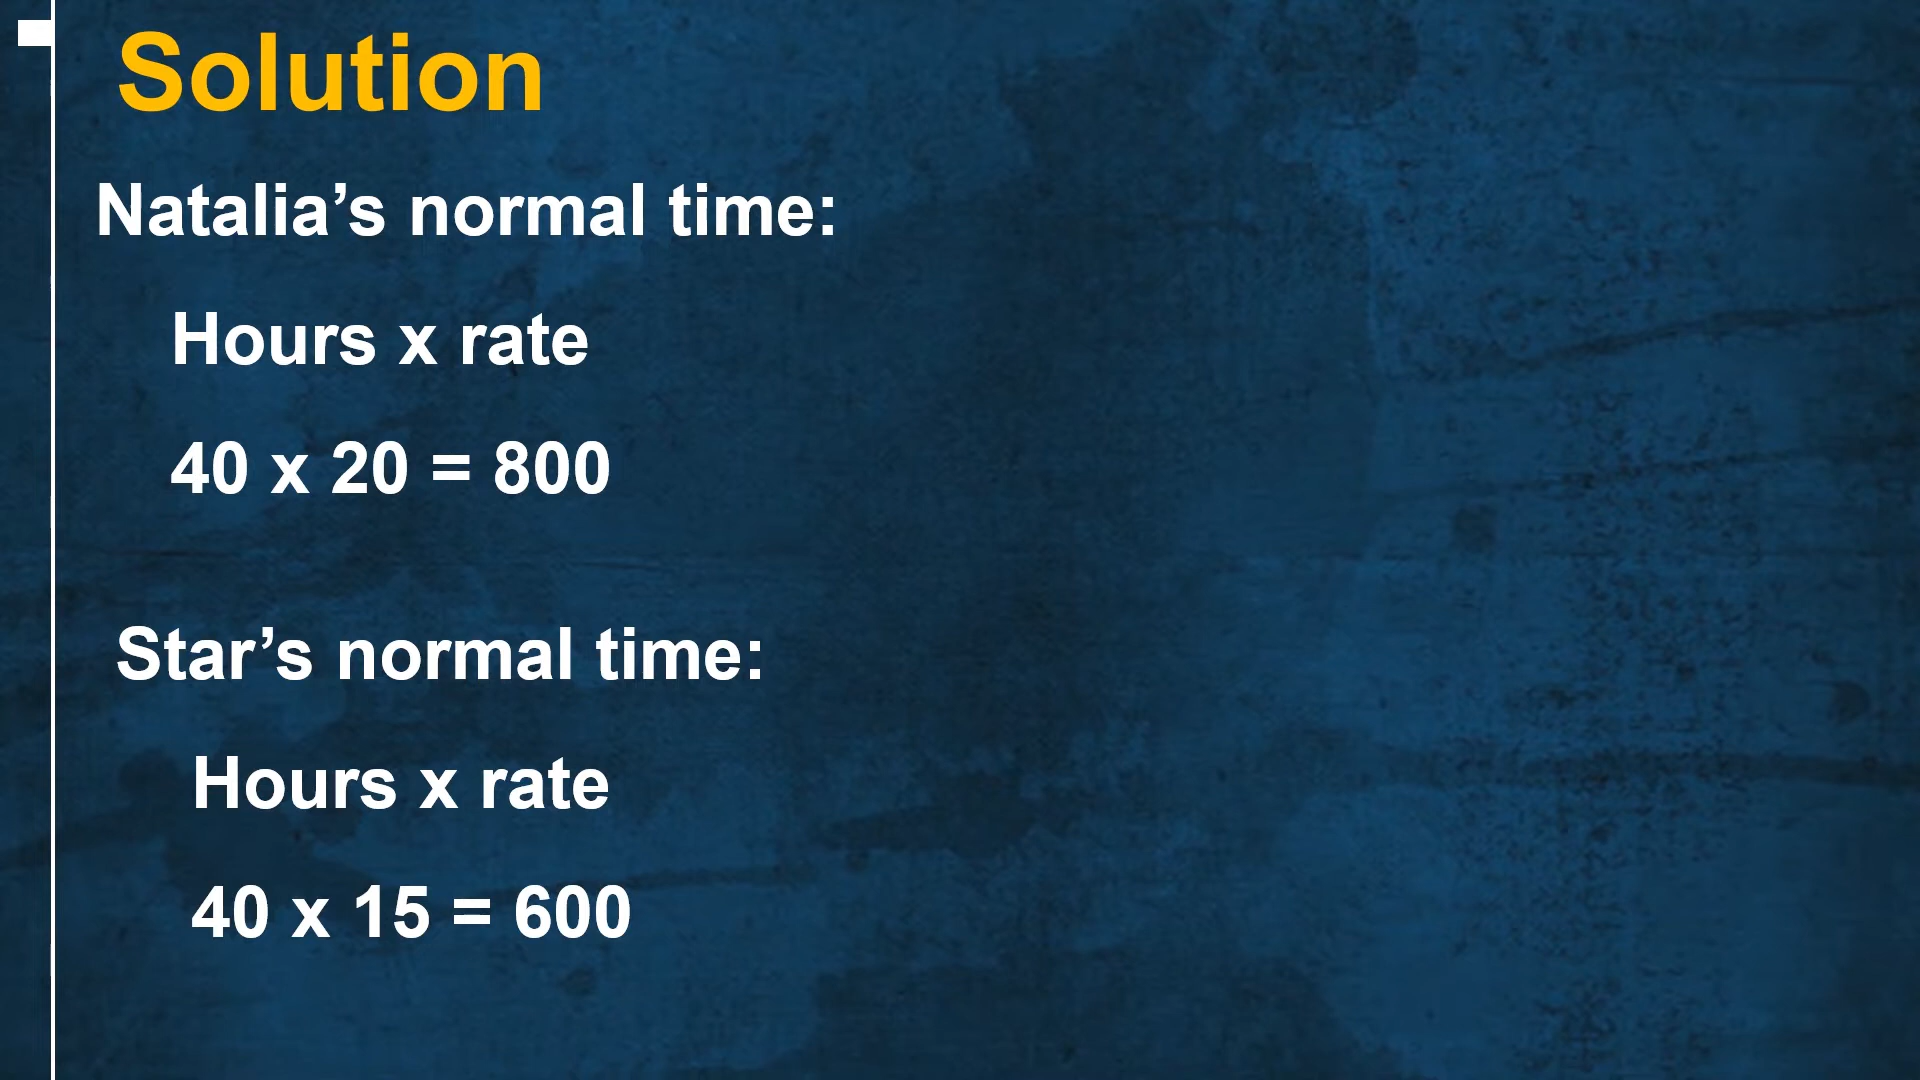 Solution
Natalia’s normal time:
Hours x rate
40 x 20 = 800
Star’s normal time:
Hours x rate
40 x 15 = 600